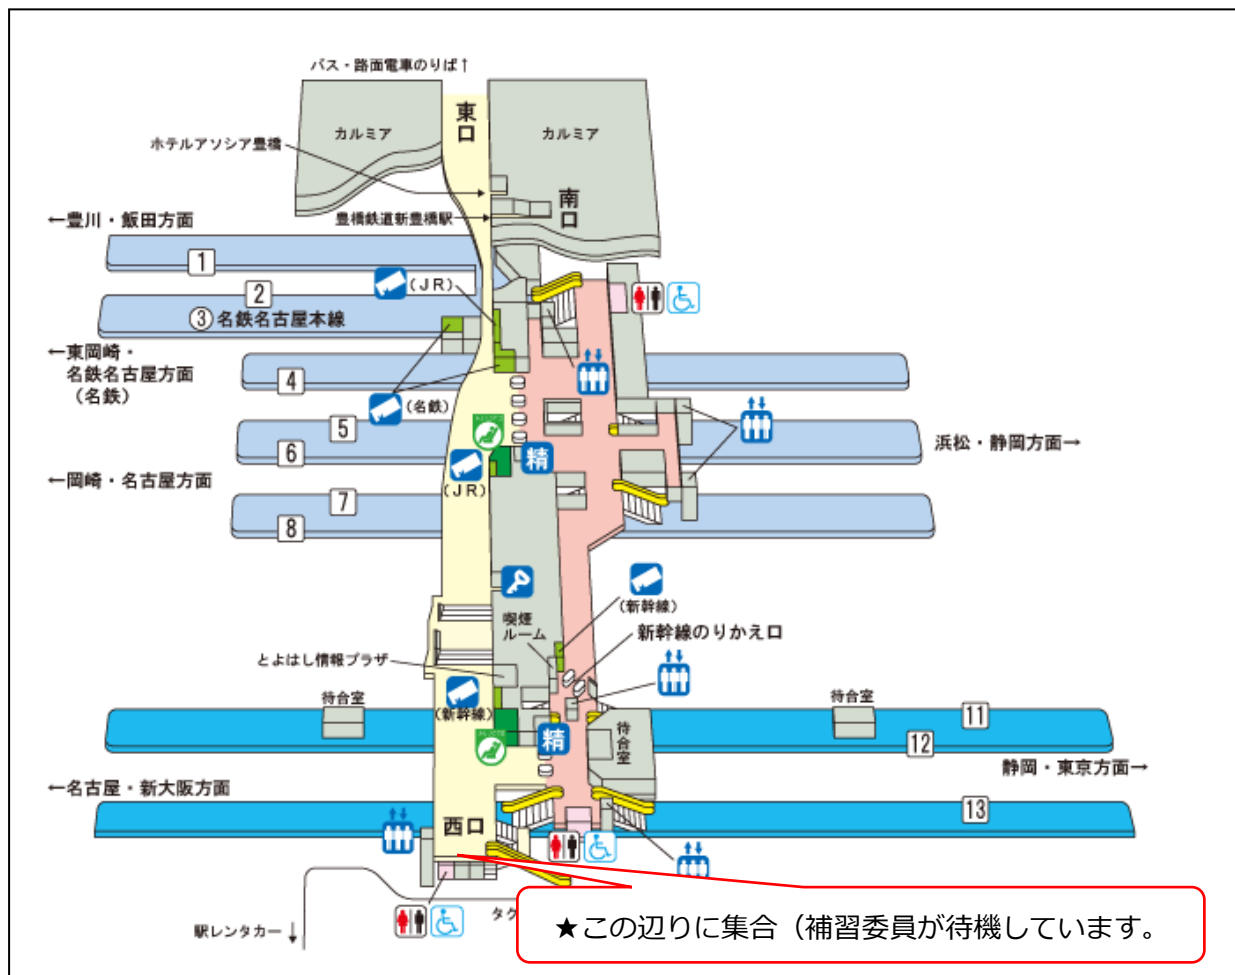 バス・路面電車のりば↑
東口
カルミア
カルミア
ホテルアソシア豊橋
南口
←豊川・飯田方面
豊橋鉄道新豊橋駅
1
(JR)
2
③名鉄名古屋本線
←東岡崎・
名鉄名古屋方面
(名鉄)
4
(名鉄)
5
6
浜松・静岡方面→
精
←岡崎・名古屋方面
(JR)
7
8
喫煙
ルーム
(新幹線)
新幹線のりかえ口
とよはし情報プラザ
待合室
(新幹線)
待合室
11
待合室
精
12
静岡・東京方面→
←名古屋・新大阪方面
13
西口
タク
駅レンタカー↓
★この辺りに集合（補習委員が待機しています。